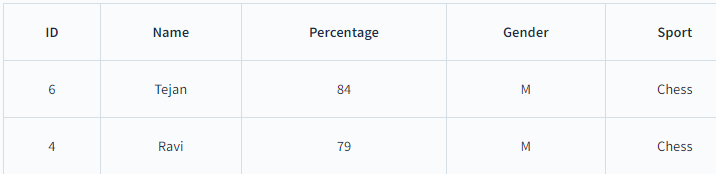 ID Name Percentage Gender Sport
6 Tejan 84 M Chess
4 Ravi 79 M Chess